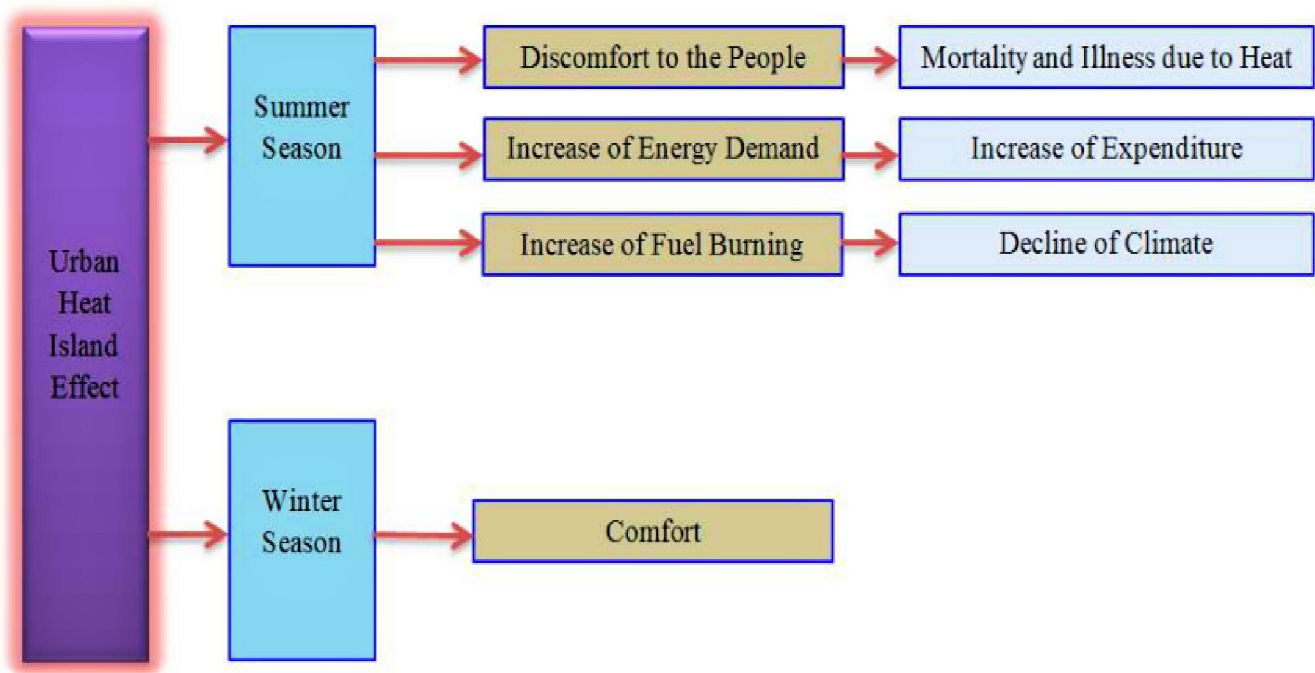 Urban
Heat
Island
Effect
Summer
Season
Discomfort to the People
Mortality and Illness due to Heat
Increase of Energy Demand
Increase of Expenditure
Increase of Fuel Burning
Decline of Climate
Winter
Season
Comfort